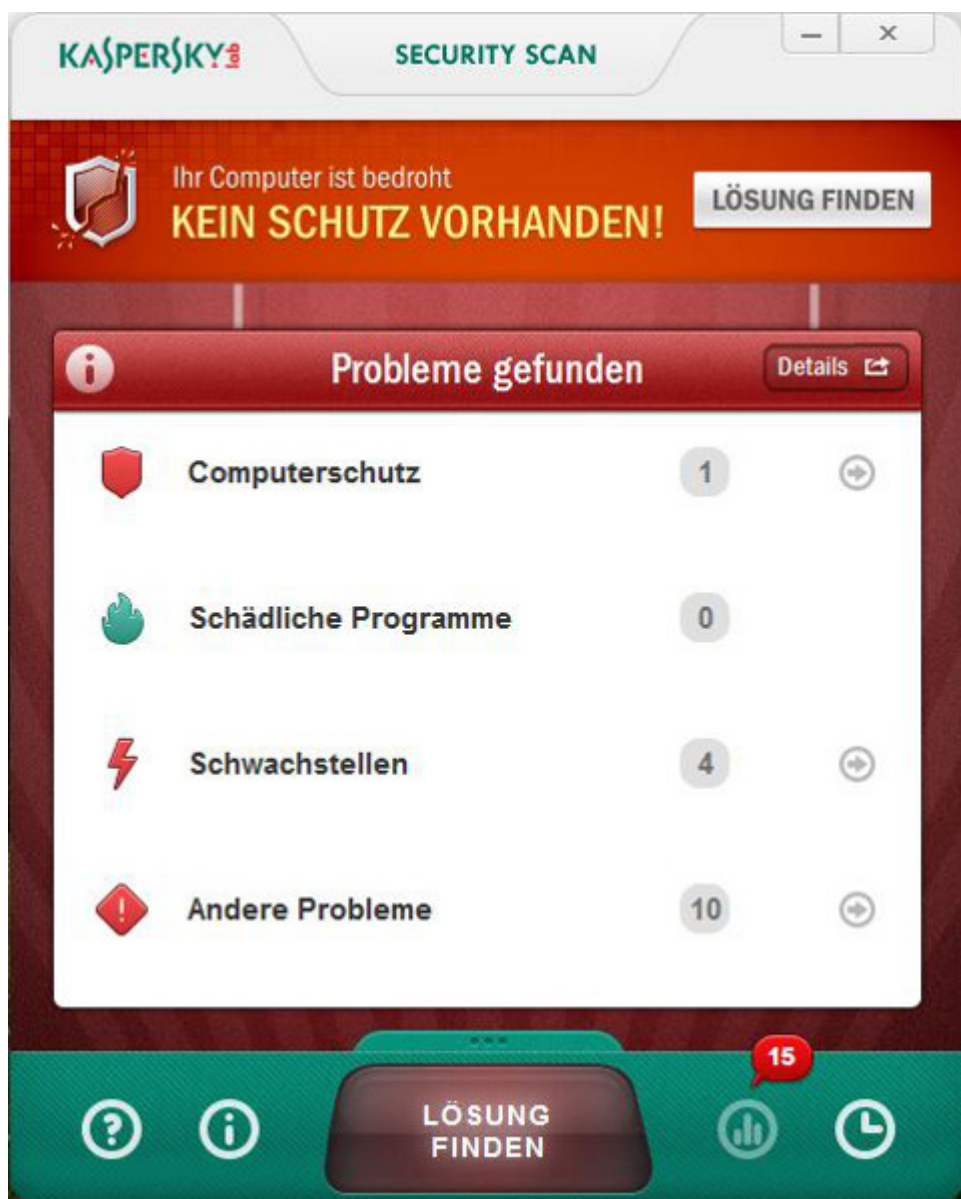 KASPERSKY lab
SECURITY SCAN
Ihr Computer ist bedroht
KEIN SCHUTZ VORHANDEN!
LÖSUNG FINDEN
Probleme gefunden
Details
Computerschutz 1
Schädliche Programme 0
Schwachstellen 4
Andere Probleme 10
15
LÖSUNG
FINDEN